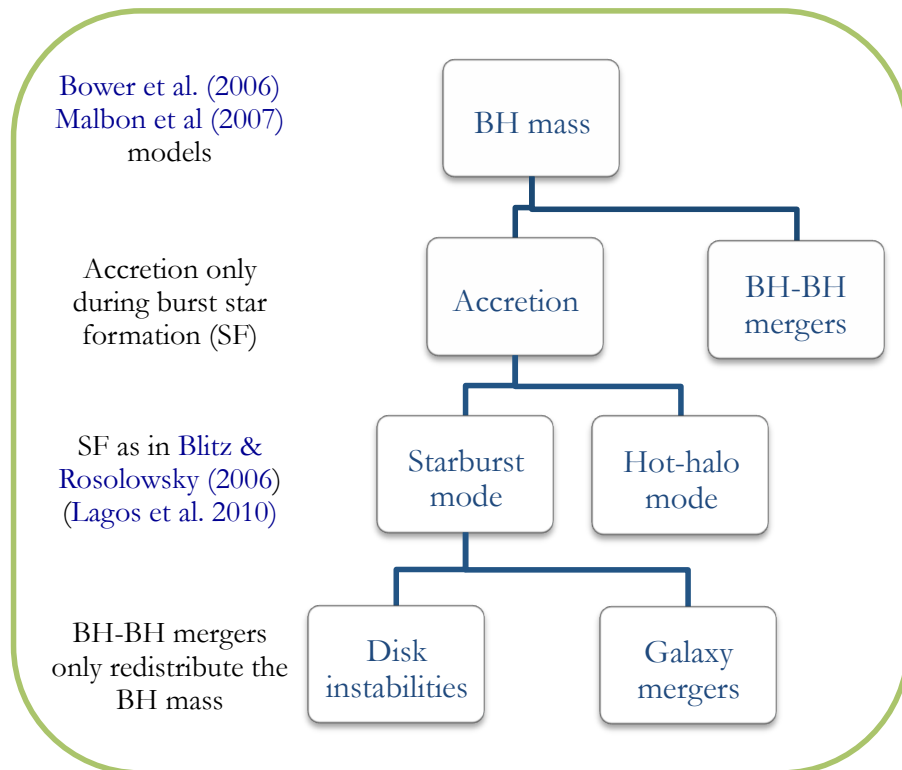 Bower et al. (2006)
Malbon et al (2007)
models
BH mass
Accretion only
during burst star
formation (SF)
Accretion
BH-BH
mergers
SF as in Blitz &
Rosolowsky (2006)
(Lagos et al. 2010)
Starburst
mode
Hot-halo
mode
BH-BH mergers
only redistribute the
BH mass
Disk
instabilities
Galaxy
mergers